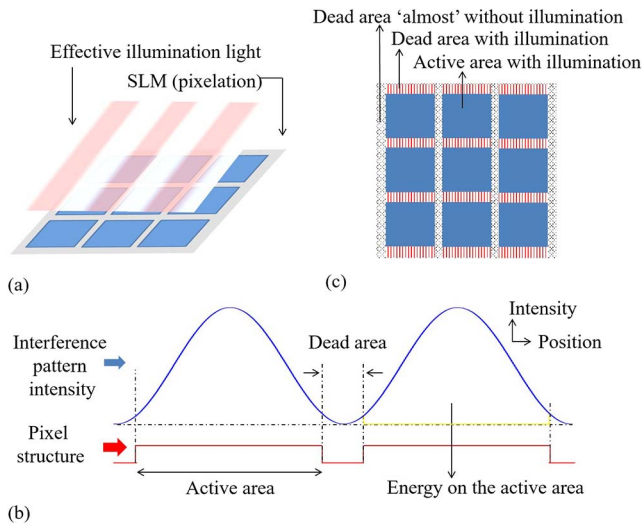 Effective illumination light
SLM (pixelation)
(a)
Dead area ‘almost’ without illumination
Dead area with illumination
Active area with illumination
(c)
Interference
pattern
intensity
Dead area
Intensity
Position
Pixel
structure
Active area
Energy on the active area
(b)